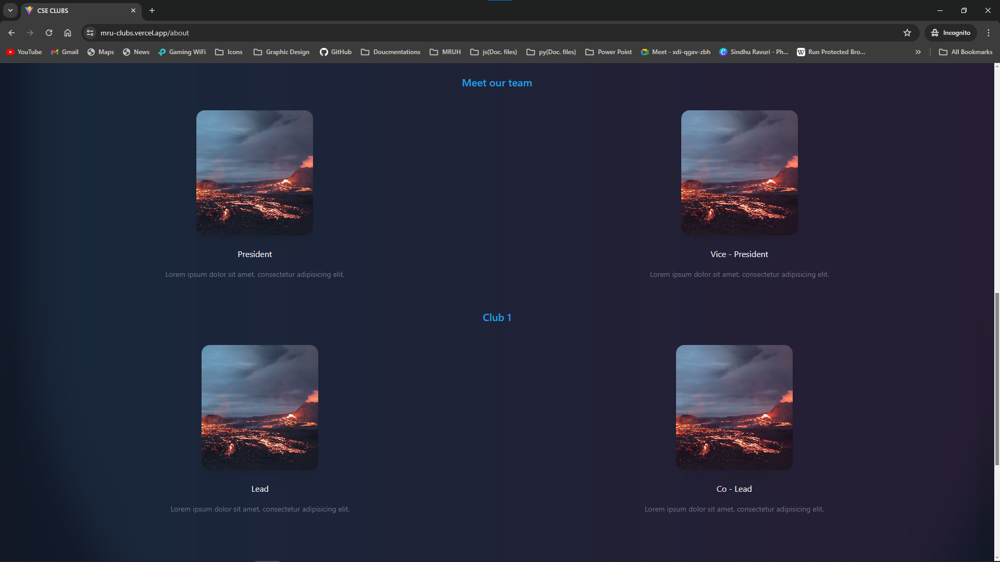 CSE CLUBS
mru-clubs.vercel.app/about
Incognito
YouTube Gmail Maps News Gaming WiFi Icons Graphic Design GitHub Doucmentations MRUH js(Doc. files) py(Doc. files) Power Point Meet - xdi-qgav-zbh Sindhu Ravuri - Ph... W Run Protected Bro... All Bookmarks
Meet our team
President
Vice - President
Lorem ipsum dolor sit amet, consectetur adipisicing elit.
Lorem ipsum dolor sit amet, consectetur adipisicing elit.
Club 1
Lead
Co - Lead
Lorem ipsum dolor sit amet, consectetur adipisicing elit.
Lorem ipsum dolor sit amet, consectetur adipisicing elit.